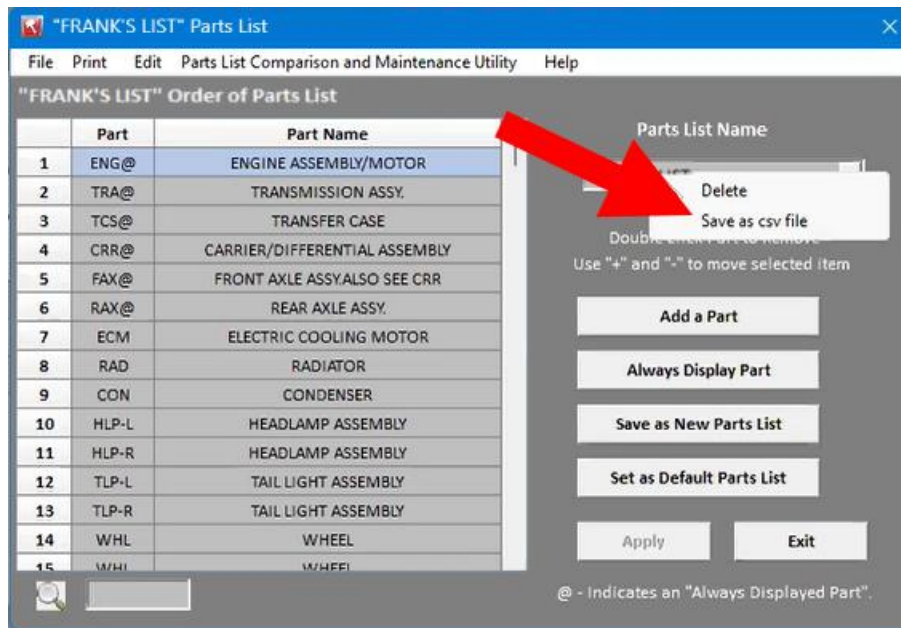 "FRANK'S LIST" Parts List
File Print Edit Parts List Comparison and Maintenance Utility Help
"FRANK'S LIST" Order of Parts List
Part Part Name
1 ENG@ ENGINE ASSEMBLY/MOTOR
2 TRA@ TRANSMISSION ASSY.
3 TCS@ TRANSFER CASE
4 CRR@ CARRIER/DIFFERENTIAL ASSEMBLY
5 FAX@ FRONT AXLE ASSY.ALSO SEE CRR
6 RAX@ REAR AXLE ASSY.
7 ECM ELECTRIC COOLING MOTOR
8 RAD RADIATOR
9 CON CONDENSER
10 HLP-L HEADLAMP ASSEMBLY
11 HLP-R HEADLAMP ASSEMBLY
12 TLP-L TAIL LIGHT ASSEMBLY
13 TLP-R TAIL LIGHT ASSEMBLY
14 WHL WHEEL
15 WHL WHEEL
Parts List Name
Delete
Save as csv file
Use "+" and "-" to move selected item
Add a Part
Always Display Part
Save as New Parts List
Set as Default Parts List
Apply Exit
@ - Indicates an "Always Displayed Part".